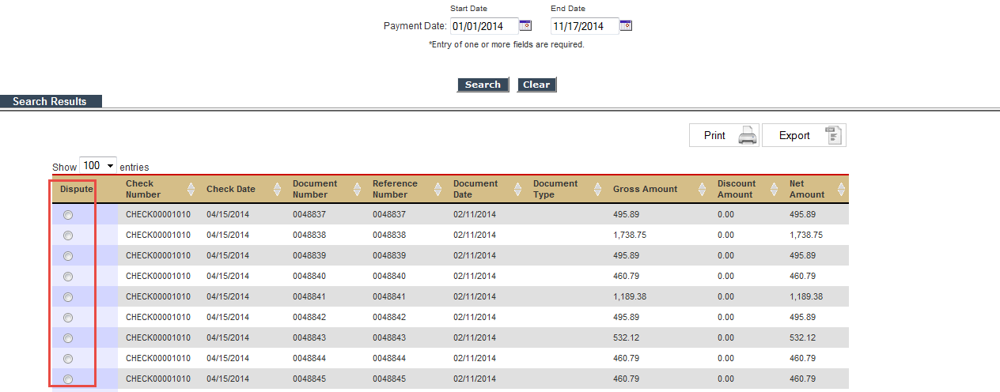 Start Date End Date
Payment Date: 01/01/2014 11/17/2014
*Entry of one or more fields are required.
Search Clear
Search Results
Print Export
Show 100 entries
Dispute Check Number Check Date Document Number Reference Number Document Date Document Type Gross Amount Discount Amount Net Amount
CHECK00001010 04/15/2014 0048837 0048837 02/11/2014 495.89 0.00 495.89
CHECK00001010 04/15/2014 0048838 0048838 02/11/2014 1,738.75 0.00 1,738.75
CHECK00001010 04/15/2014 0048839 0048839 02/11/2014 495.89 0.00 495.89
CHECK00001010 04/15/2014 0048840 0048840 02/11/2014 460.79 0.00 460.79
CHECK00001010 04/15/2014 0048841 0048841 02/11/2014 1,189.38 0.00 1,189.38
CHECK00001010 04/15/2014 0048842 0048842 02/11/2014 495.89 0.00 495.89
CHECK00001010 04/15/2014 0048843 0048843 02/11/2014 532.12 0.00 532.12
CHECK00001010 04/15/2014 0048844 0048844 02/11/2014 460.79 0.00 460.79
CHECK00001010 04/15/2014 0048845 0048845 02/11/2014 460.79 0.00 460.79